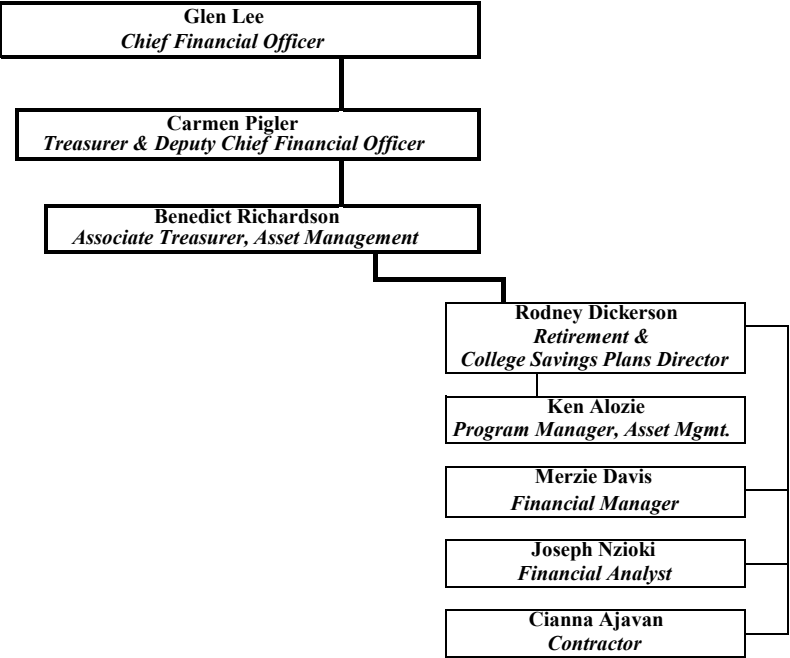 Glen Lee
Chief Financial Officer
Carmen Pigler
Treasurer & Deputy Chief Financial Officer
Benedict Richardson
Associate Treasurer, Asset Management
Rodney Dickerson
Retirement &
College Savings Plans Director
Ken Alozie
Program Manager, Asset Mgmt.
Merzie Davis
Financial Manager
Joseph Nzioki
Financial Analyst
Cianna Ajavan
Contractor